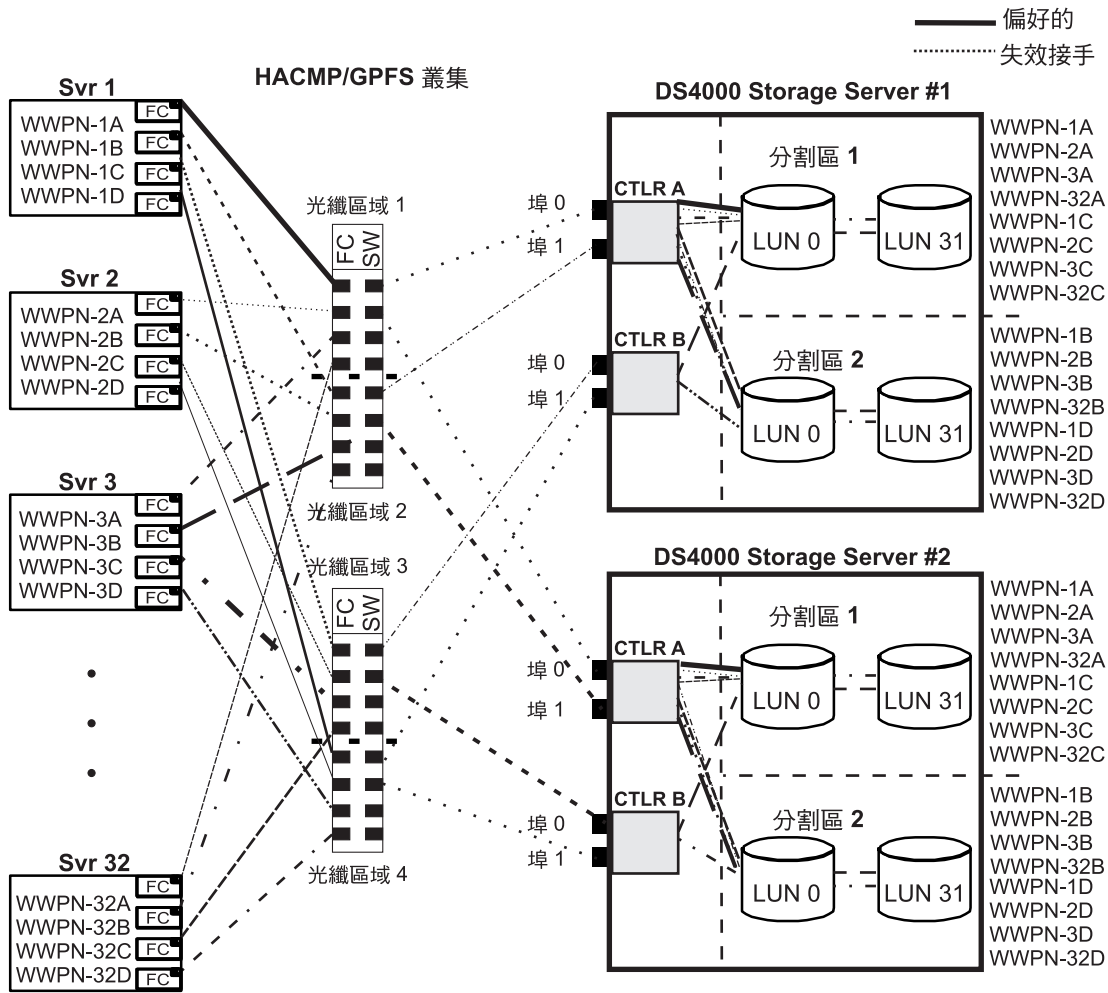 偏好的
失效接手
HACMP/GPFS 叢集
Svr 1
FC
WWPN-1A
FC
WWPN-1B
FC
WWPN-1C
FC
WWPN-1D
Svr 2
FC
WWPN-2A
FC
WWPN-2B
FC
WWPN-2C
FC
WWPN-2D
Svr 3
FC
WWPN-3A
FC
WWPN-3B
FC
WWPN-3C
FC
WWPN-3D
Svr 32
FC
WWPN-32A
FC
WWPN-32B
FC
WWPN-32C
FC
WWPN-32D
光纖區域 1
FC
SW
光纖區域 2
光纖區域 3
FC
SW
光纖區域 4
DS4000 Storage Server #1
埠 0
埠 1
CTLR A
埠 0
埠 1
CTLR B
分割區 1
LUN 0
LUN 31
分割區 2
LUN 0
LUN 31
WWPN-1A
WWPN-2A
WWPN-3A
WWPN-32A
WWPN-1C
WWPN-2C
WWPN-3C
WWPN-32C
WWPN-1B
WWPN-2B
WWPN-3B
WWPN-32B
WWPN-1D
WWPN-2D
WWPN-3D
WWPN-32D
DS4000 Storage Server #2
埠 0
埠 1
CTLR A
埠 0
埠 1
CTLR B
分割區 1
LUN 0
LUN 31
分割區 2
LUN 0
LUN 31
WWPN-1A
WWPN-2A
WWPN-3A
WWPN-32A
WWPN-1C
WWPN-2C
WWPN-3C
WWPN-32C
WWPN-1B
WWPN-2B
WWPN-3B
WWPN-32B
WWPN-1D
WWPN-2D
WWPN-3D
WWPN-32D